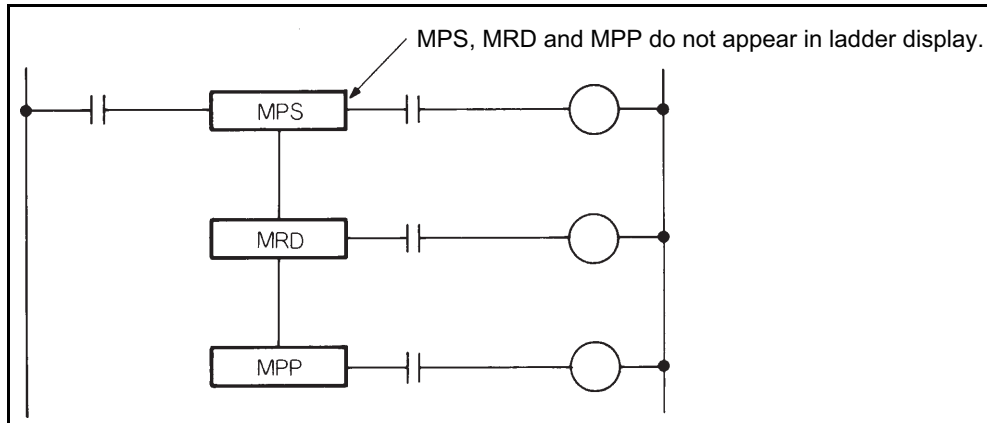 MPS, MRD and MPP do not appear in ladder display.
MPS
MRD
MPP